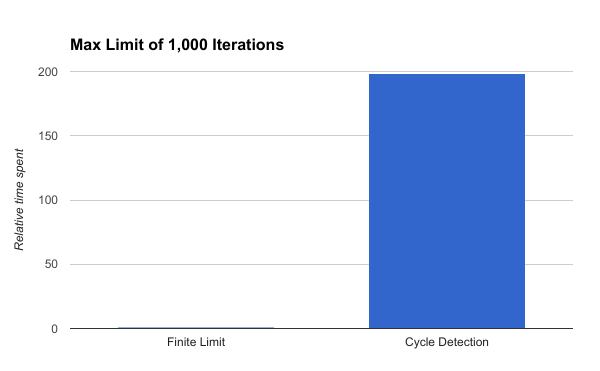 Max Limit of 1,000 Iterations
200
150
100
50
0
Relative time spent
Finite Limit
Cycle Detection